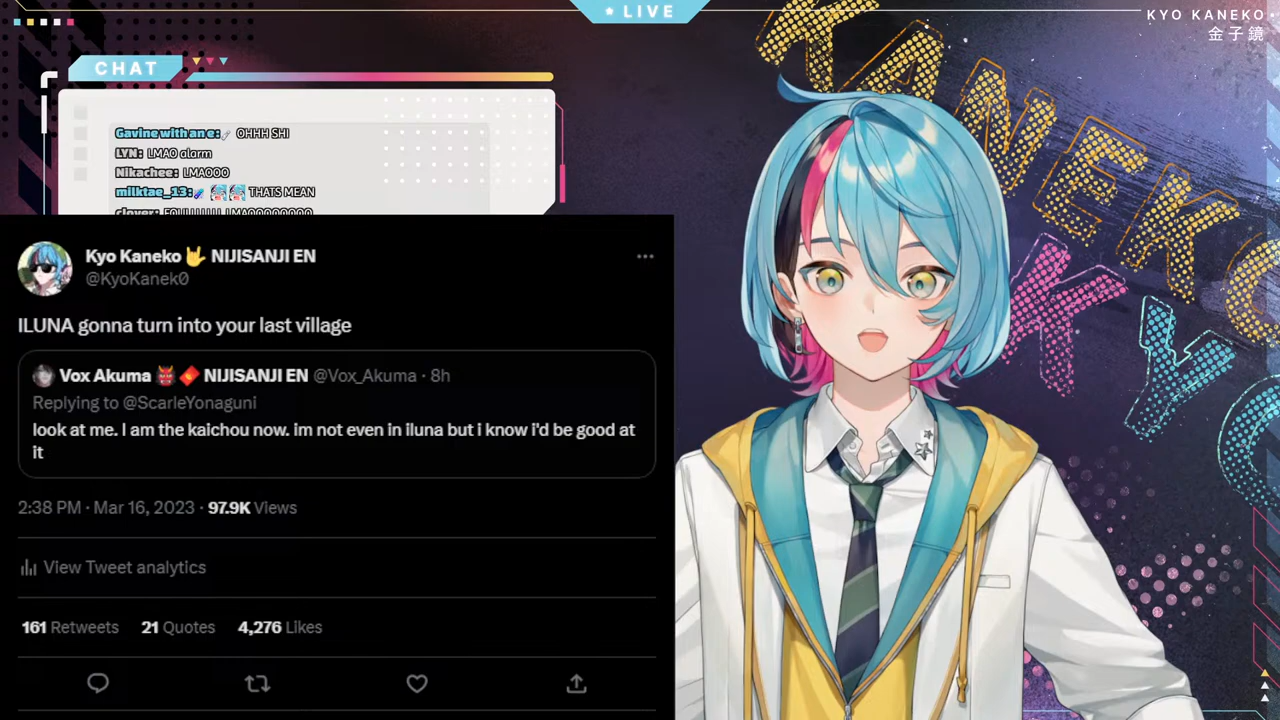 LIVE
KYO KANEKO
金子鏡
CHAT
Gavinewithane: OHHH SHI
LYN: LMAO alarm
Nikachee: LMAOOO
milktae_13: THATS MEAN
KANEKO
KYO
Kyo Kaneko 🤟 NIJISANJI EN
@KyoKanek0
ILUNA gonna turn into your last village
Vox Akuma 👹🧧 NIJISANJI EN @Vox_Akuma · 8h
Replying to @ScarleYonaguni
look at me. I am the kaichou now. im not even in iluna but i know i'd be good at
it
2:38 PM · Mar 16, 2023 · 97.9K Views
View Tweet analytics
161 Retweets 21 Quotes 4,276 Likes